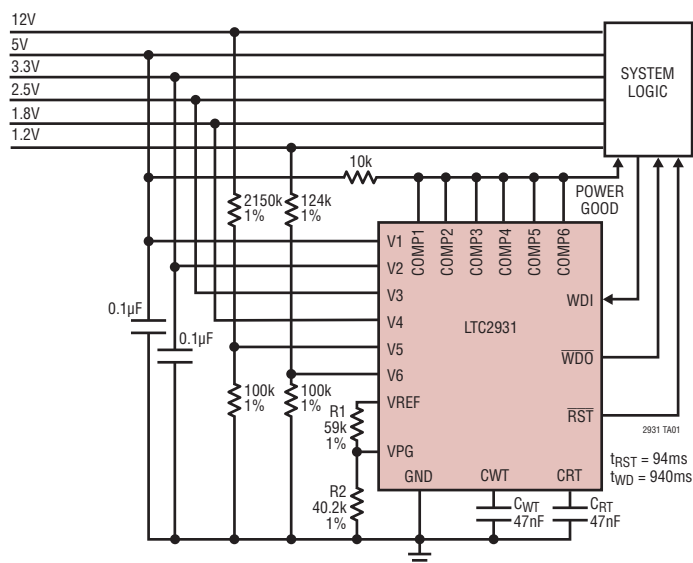 12V
5V
3.3V
2.5V
1.8V
1.2V
SYSTEM
LOGIC
10k
POWER
GOOD
2150k
1%
124k
1%
COMP1
COMP2
COMP3
COMP4
COMP5
COMP6
V1
V2
V3
V4
V5
V6
VREF
VPG
LTC2931
WDI
WDO
RST
GND
CWT
CRT
0.1µF
0.1µF
100k
1%
100k
1%
R1
59k
1%
R2
40.2k
1%
2931 TA01
tRST = 94ms
tWD = 940ms
CWT
47nF
CRT
47nF